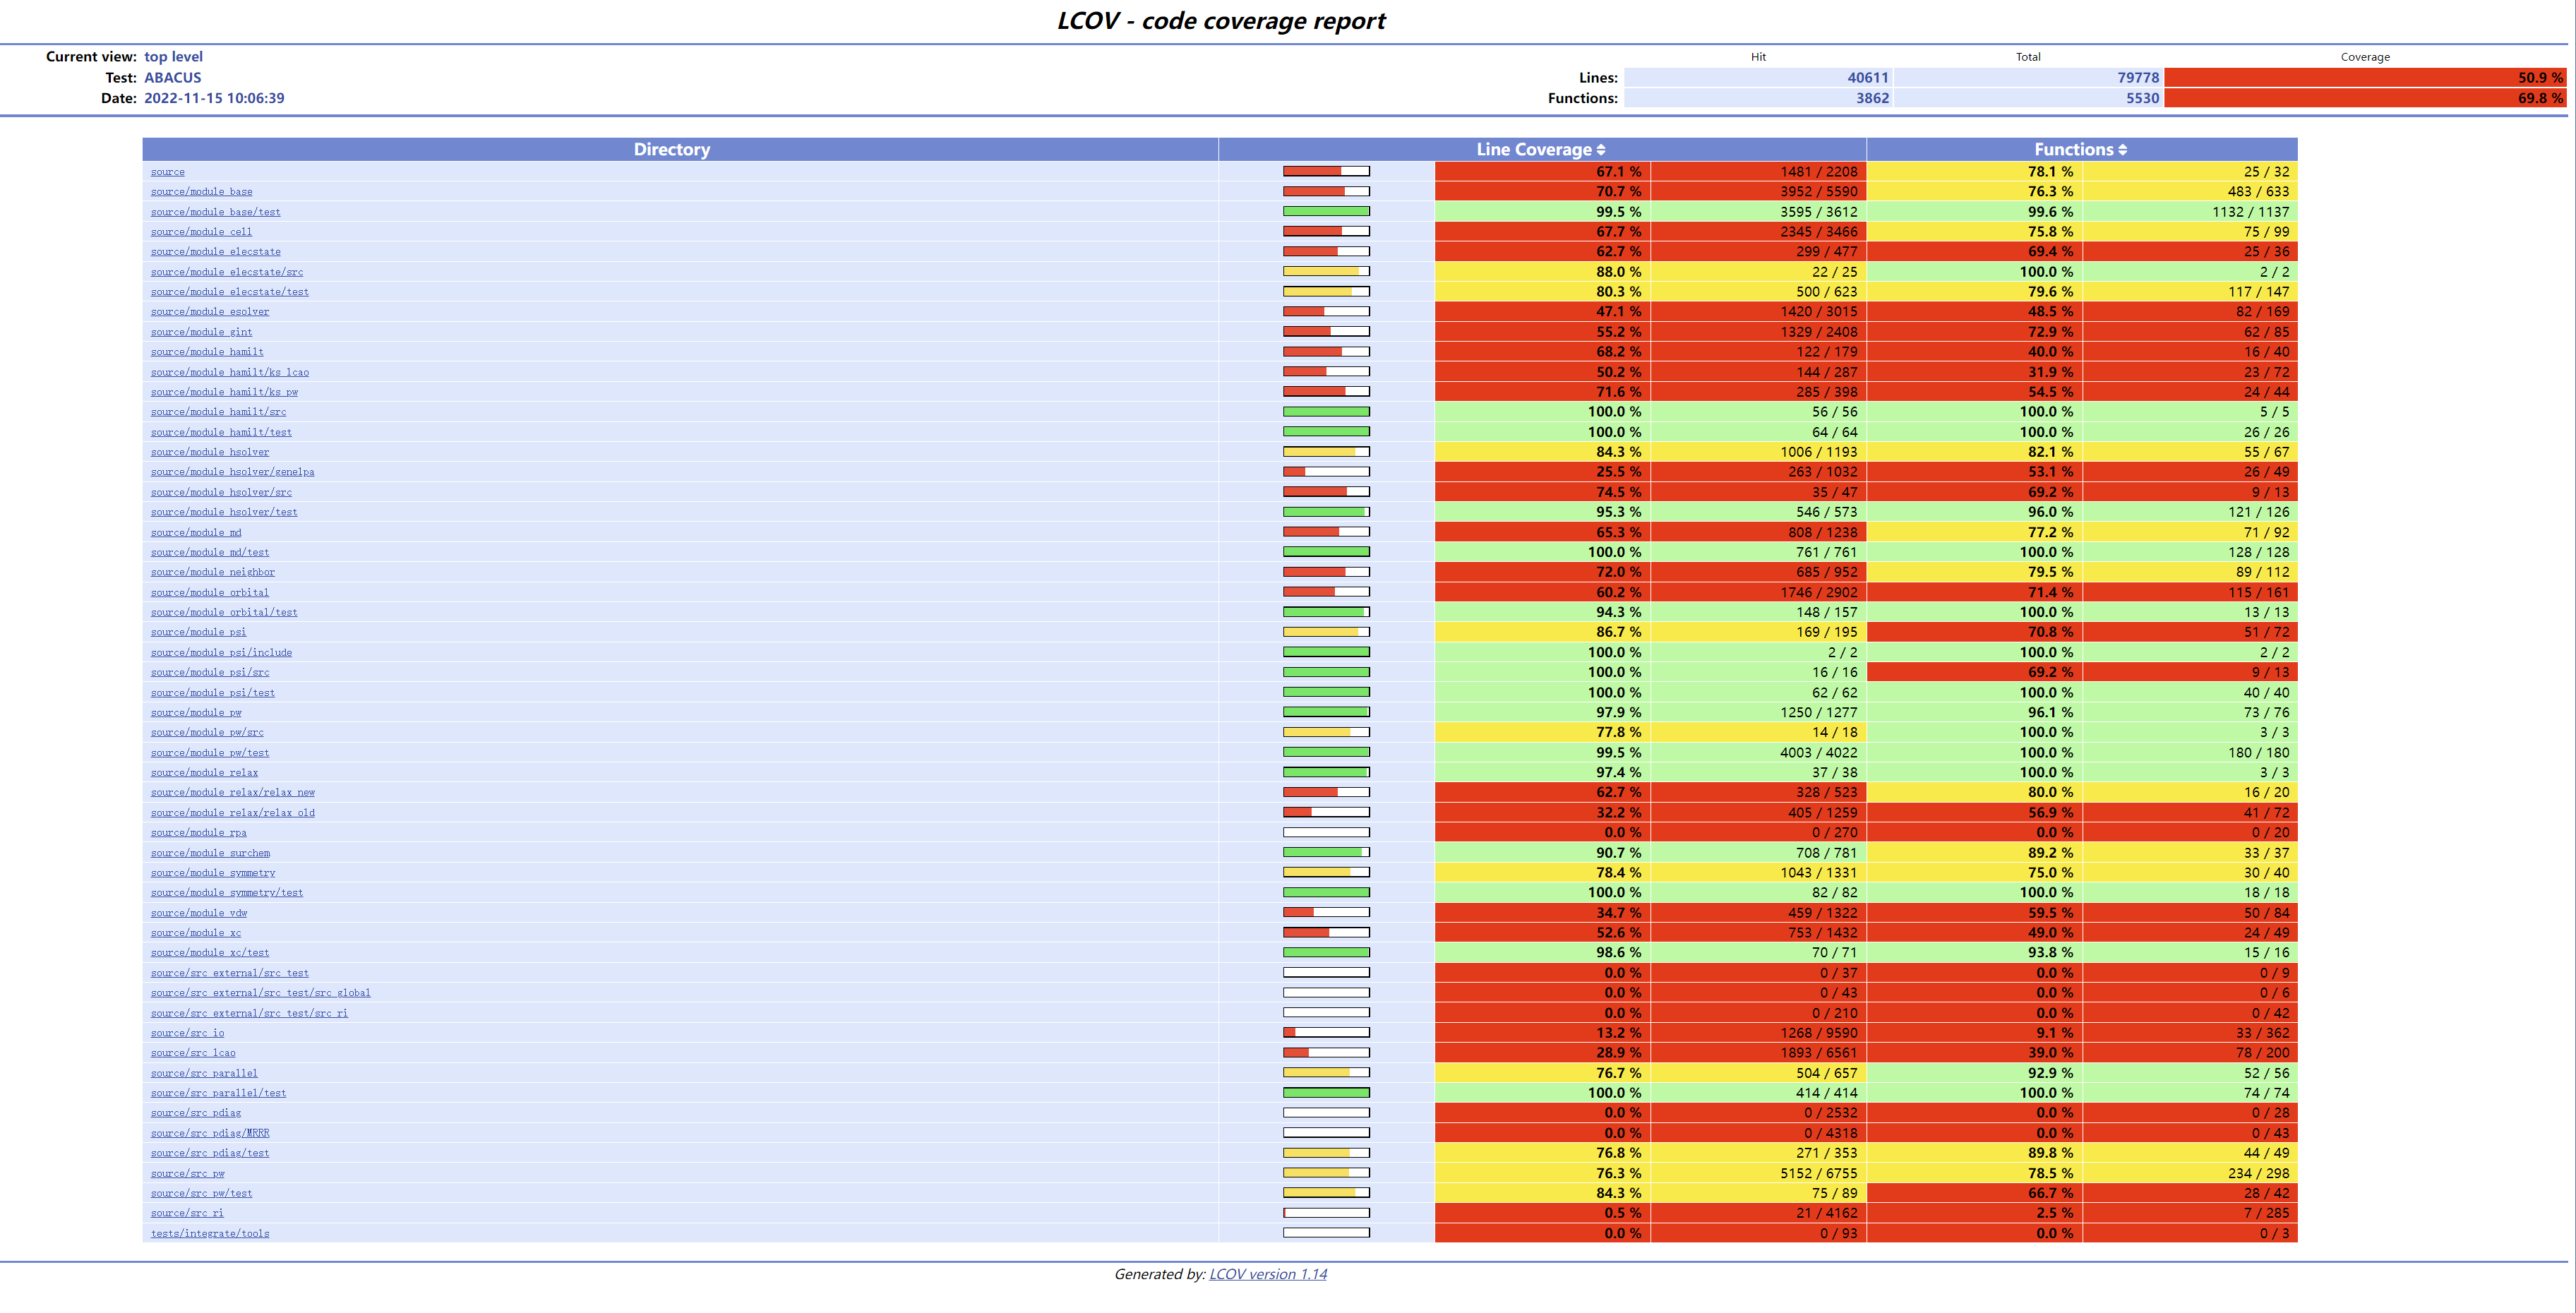 LCOV - code coverage report
Current view: top level
Hit Total Coverage
Test: ABACUS Lines: 40611 79778 50.9 %
Date: 2022-11-15 10:06:39 Functions: 3862 5530 69.8 %
Directory Line Coverage Functions
source 67.1 % 1481 / 2208 78.1 % 25 / 32
source/module_base 70.7 % 3952 / 5590 76.3 % 483 / 633
source/module_base/test 99.5 % 3595 / 3612 99.6 % 1132 / 1137
source/module_cell 67.7 % 2345 / 3466 75.8 % 75 / 99
source/module_elecstate 62.7 % 299 / 477 69.4 % 25 / 36
source/module_elecstate/src 88.0 % 22 / 25 100.0 % 2 / 2
source/module_elecstate/test 80.3 % 500 / 623 79.6 % 117 / 147
source/module_esolver 47.1 % 1420 / 3015 48.5 % 82 / 169
source/module_gint 55.2 % 1329 / 2408 72.9 % 62 / 85
source/module_hamilt 68.2 % 122 / 179 40.0 % 16 / 40
source/module_hamilt/ks_lcao 50.2 % 144 / 287 31.9 % 23 / 72
source/module_hamilt/ks_pw 71.6 % 285 / 398 54.5 % 24 / 44
source/module_hamilt/src 100.0 % 56 / 56 100.0 % 5 / 5
source/module_hamilt/test 100.0 % 64 / 64 100.0 % 26 / 26
source/module_hsolver 84.3 % 1006 / 1193 82.1 % 55 / 67
source/module_hsolver/genelpa 25.5 % 263 / 1032 53.1 % 26 / 49
source/module_hsolver/src 74.5 % 35 / 47 69.2 % 9 / 13
source/module_hsolver/test 95.3 % 546 / 573 96.0 % 121 / 126
source/module_md 65.3 % 808 / 1238 77.2 % 71 / 92
source/module_md/test 100.0 % 761 / 761 100.0 % 128 / 128
source/module_neighbor 72.0 % 685 / 952 79.5 % 89 / 112
source/module_orbital 60.2 % 1746 / 2902 71.4 % 115 / 161
source/module_orbital/test 94.3 % 148 / 157 100.0 % 13 / 13
source/module_psi 86.7 % 169 / 195 70.8 % 51 / 72
source/module_psi/include 100.0 % 2 / 2 100.0 % 2 / 2
source/module_psi/src 100.0 % 16 / 16 69.2 % 9 / 13
source/module_psi/test 100.0 % 62 / 62 100.0 % 40 / 40
source/module_pw 97.9 % 1250 / 1277 96.1 % 73 / 76
source/module_pw/src 77.8 % 14 / 18 100.0 % 3 / 3
source/module_pw/test 99.5 % 4003 / 4022 100.0 % 180 / 180
source/module_relax 97.4 % 37 / 38 100.0 % 3 / 3
source/module_relax/relax_new 62.7 % 328 / 523 80.0 % 16 / 20
source/module_relax/relax_old 32.2 % 405 / 1259 56.9 % 41 / 72
source/module_rpa 0.0 % 0 / 270 0.0 % 0 / 20
source/module_surchem 90.7 % 708 / 781 89.2 % 33 / 37
source/module_symmetry 78.4 % 1043 / 1331 75.0 % 30 / 40
source/module_symmetry/test 100.0 % 82 / 82 100.0 % 18 / 18
source/module_vdw 34.7 % 459 / 1322 59.5 % 50 / 84
source/module_xc 52.6 % 753 / 1432 49.0 % 24 / 49
source/module_xc/test 98.6 % 70 / 71 93.8 % 15 / 16
source/src_external/src_test 0.0 % 0 / 37 0.0 % 0 / 9
source/src_external/src_test/src_global 0.0 % 0 / 43 0.0 % 0 / 6
source/src_external/src_test/src_ri 0.0 % 0 / 210 0.0 % 0 / 42
source/src_io 13.2 % 1268 / 9590 9.1 % 33 / 362
source/src_lcao 28.9 % 1893 / 6561 39.0 % 78 / 200
source/src_parallel 76.7 % 504 / 657 92.9 % 52 / 56
source/src_parallel/test 100.0 % 414 / 414 100.0 % 74 / 74
source/src_pdiag 0.0 % 0 / 2532 0.0 % 0 / 28
source/src_pdiag/MRRR 0.0 % 0 / 4318 0.0 % 0 / 43
source/src_pdiag/test 76.8 % 271 / 353 89.8 % 44 / 49
source/src_pw 76.3 % 5152 / 6755 78.5 % 234 / 298
source/src_pw/test 84.3 % 75 / 89 66.7 % 28 / 42
source/src_ri 0.5 % 21 / 4162 2.5 % 7 / 285
tests/integrate/tools 0.0 % 0 / 93 0.0 % 0 / 3
Generated by: LCOV version 1.14